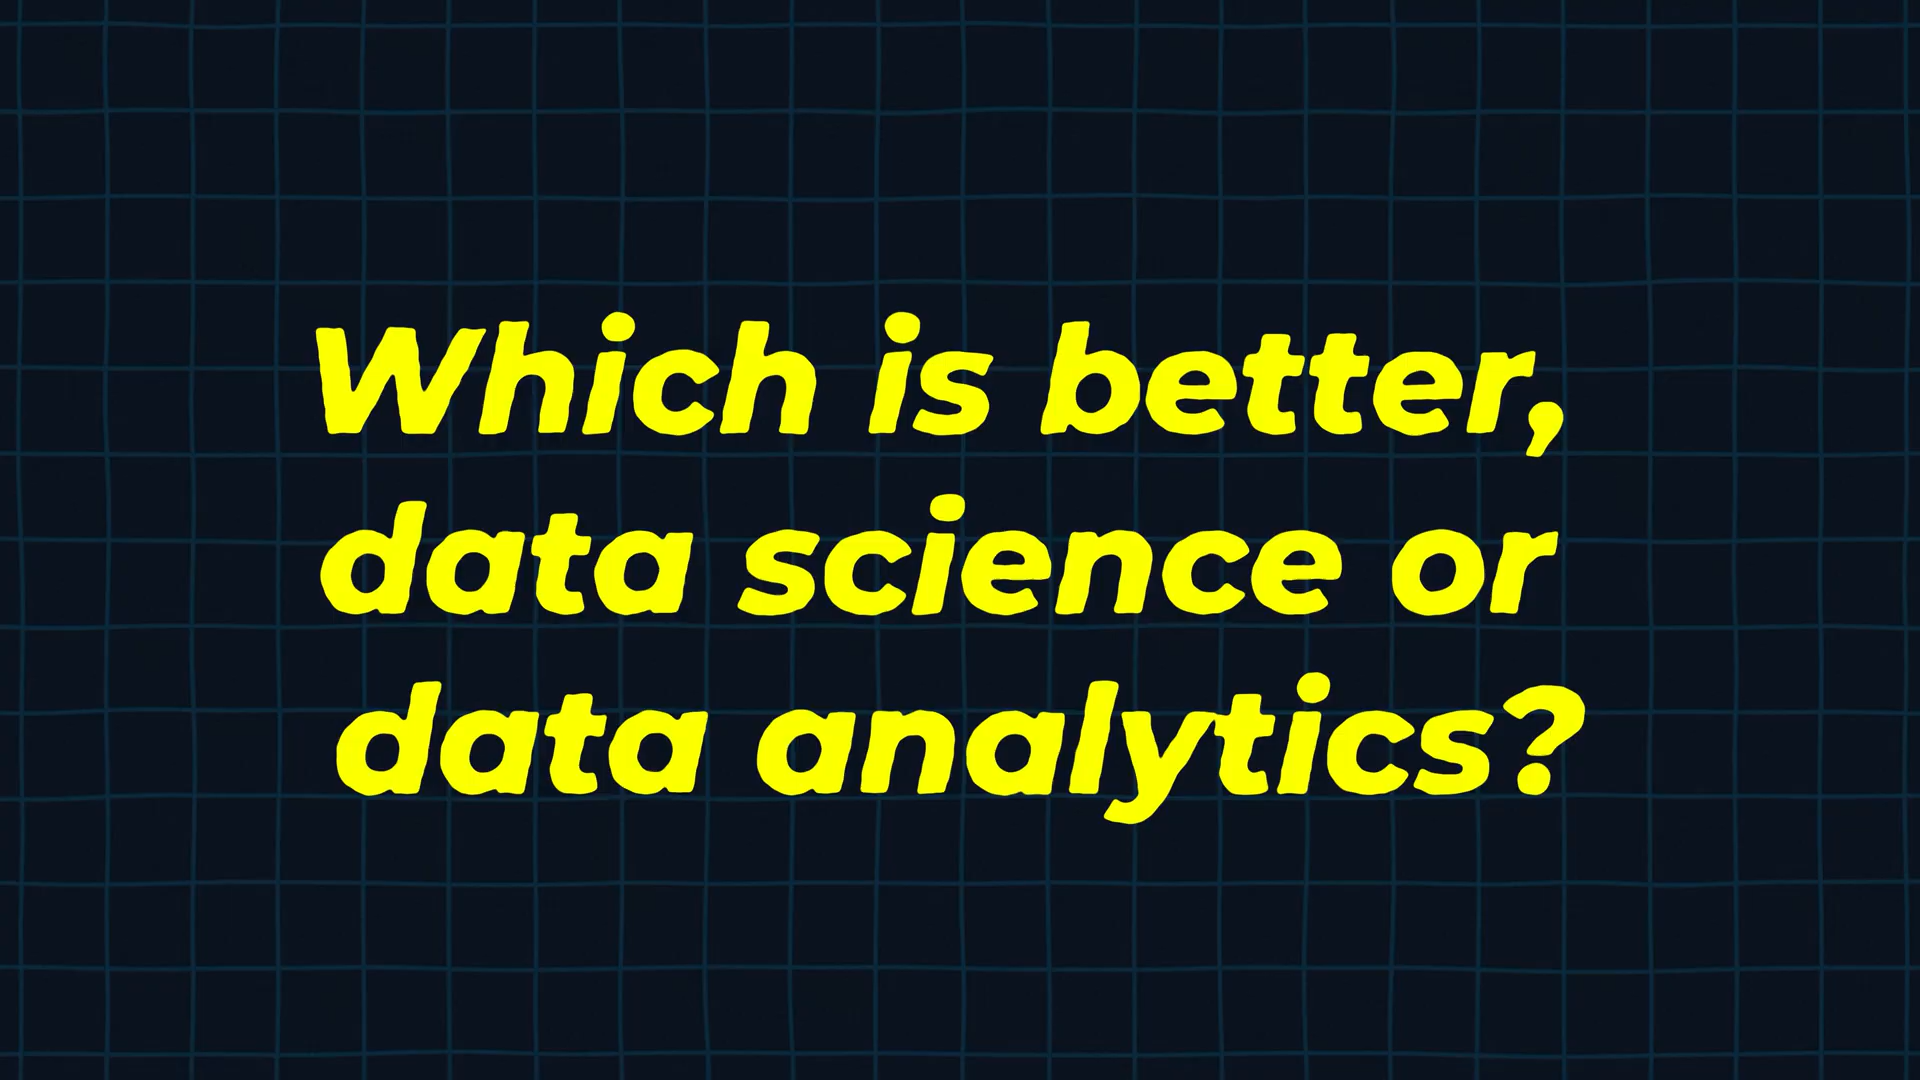 Which is better,
data science or
data analytics?